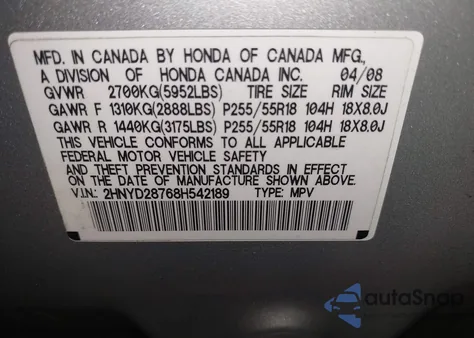 MFD. IN CANADA BY HONDA OF CANADA MFG.,
A DIVISION OF HONDA CANADA INC. 04/08
GVWR 2700KG(5952LBS) TIRE SIZE RIM SIZE
GAWR F 1310KG(2888LBS) P255/55R18 104H 18X8.0J
GAWR R 1440KG(3175LBS) P255/55R18 104H 18X8.0J
THIS VEHICLE CONFORMS TO ALL APPLICABLE
FEDERAL MOTOR VEHICLE SAFETY
AND THEFT PREVENTION STANDARDS IN EFFECT ON
THE DATE OF MANUFACTURE SHOWN ABOVE.
V.I.N.: 2HNYD28768H542189 TYPE: MPV
autaSnap